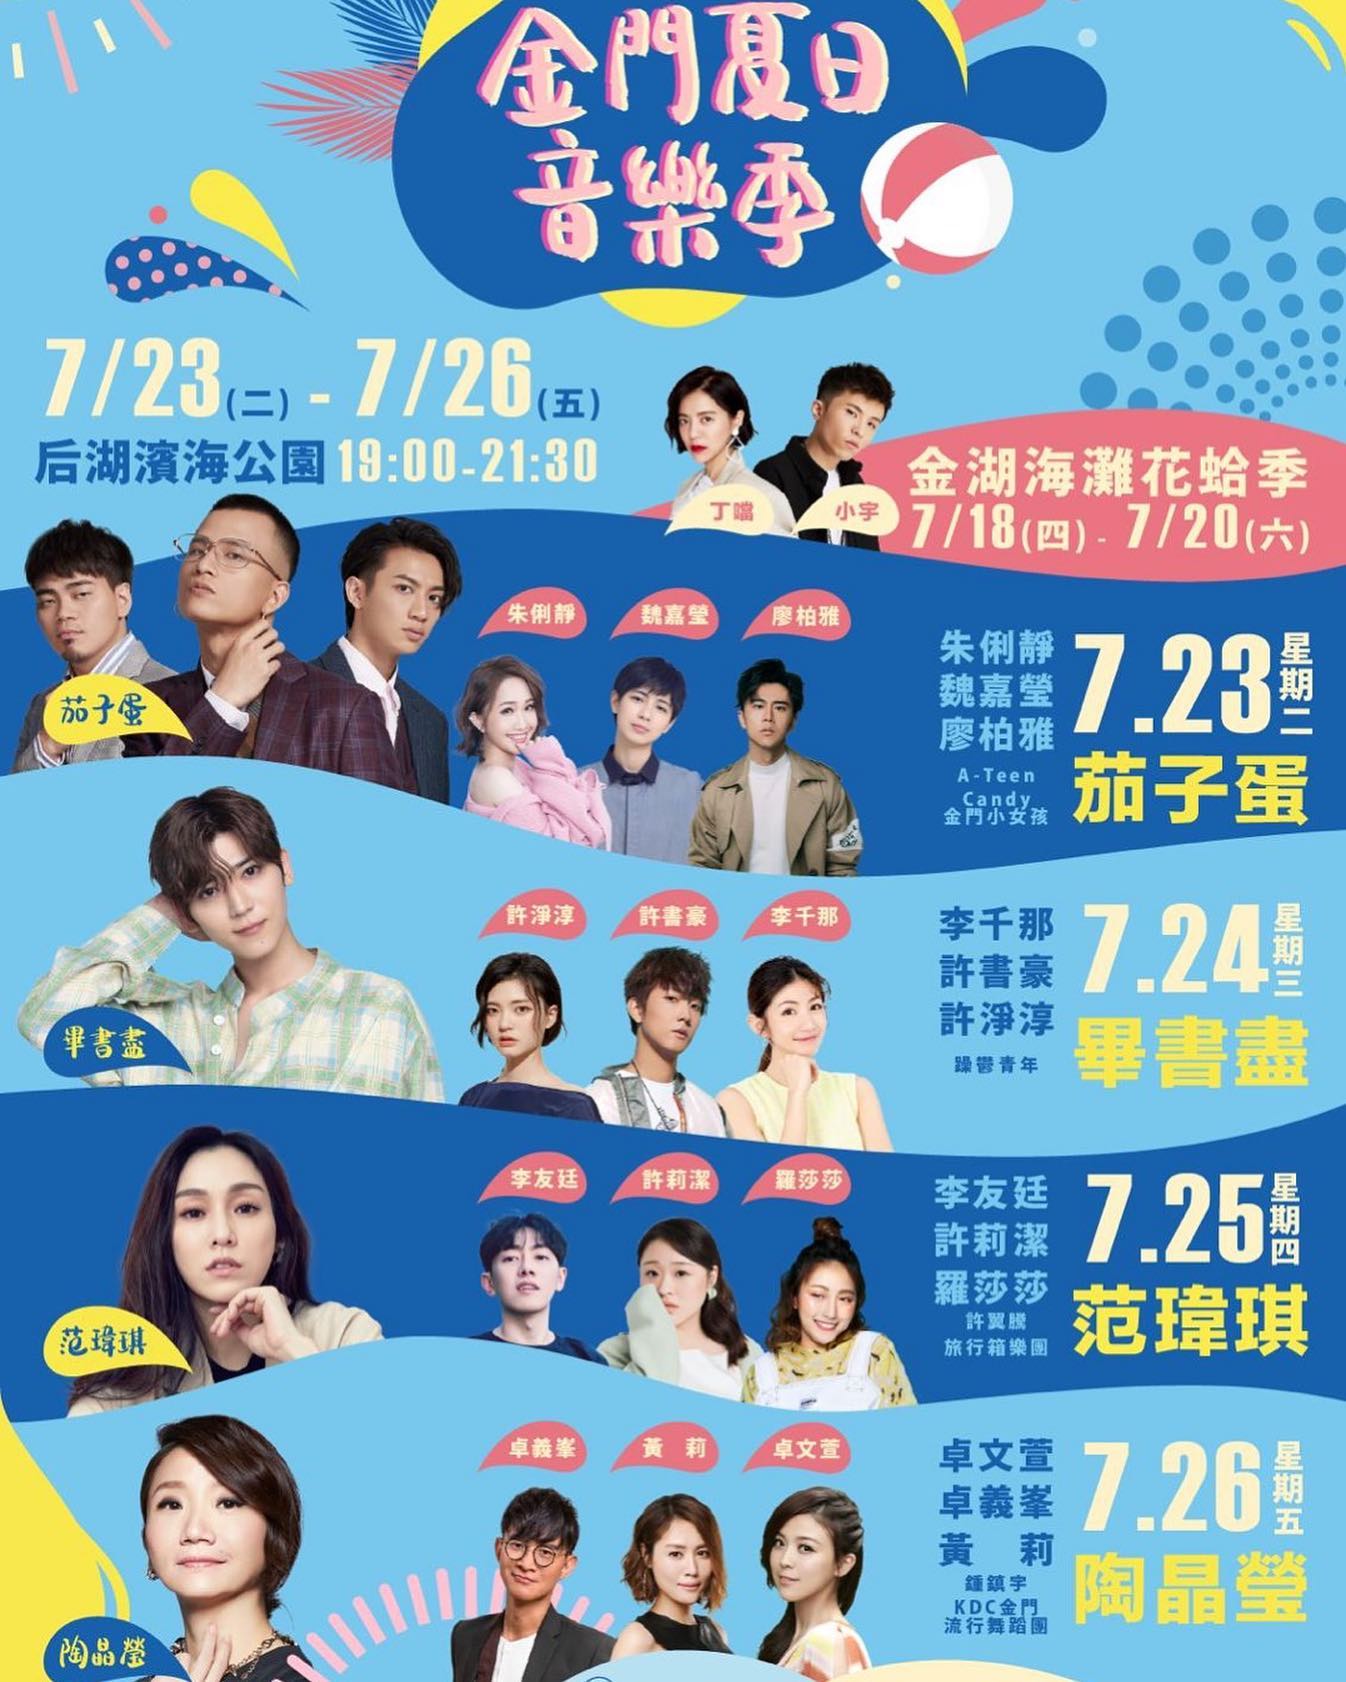 金門夏日
音樂季
7/23(二) - 7/26(五)
后湖濱海公園 19:00-21:30
丁噹
小宇
金湖海灘花蛤季
7/18(四) - 7/20(六)
茄子蛋
朱俐靜
魏嘉瑩
廖柏雅
朱俐靜
魏嘉瑩
廖柏雅
A-Teen
Candy
金門小女孩
7.23 星期二
茄子蛋
畢書盡
許淨淳
許書豪
李千那
李千那
許書豪
許淨淳
躁鬱青年
7.24 星期三
畢書盡
范瑋琪
李友廷
許莉潔
羅莎莎
李友廷
許莉潔
羅莎莎
許翼騰
旅行箱樂團
7.25 星期四
范瑋琪
陶晶瑩
卓義峯
黃 莉
卓文萱
卓文萱
卓義峯
黃 莉
鍾鎮宇
KDC金門
流行舞蹈團
7.26 星期五
陶晶瑩